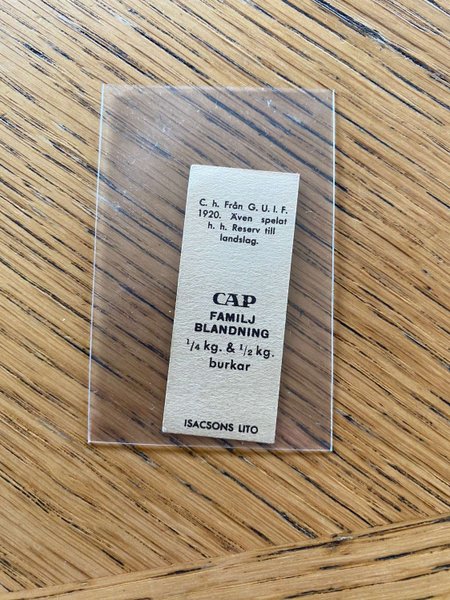 C. h. Från G. U. I. F.
1920. Även spelat
h. h. Reserv till
landslag.
CAP
FAMILJ
BLANDNING
1/4 kg. & 1/2 kg.
burkar
ISACSONS LITO